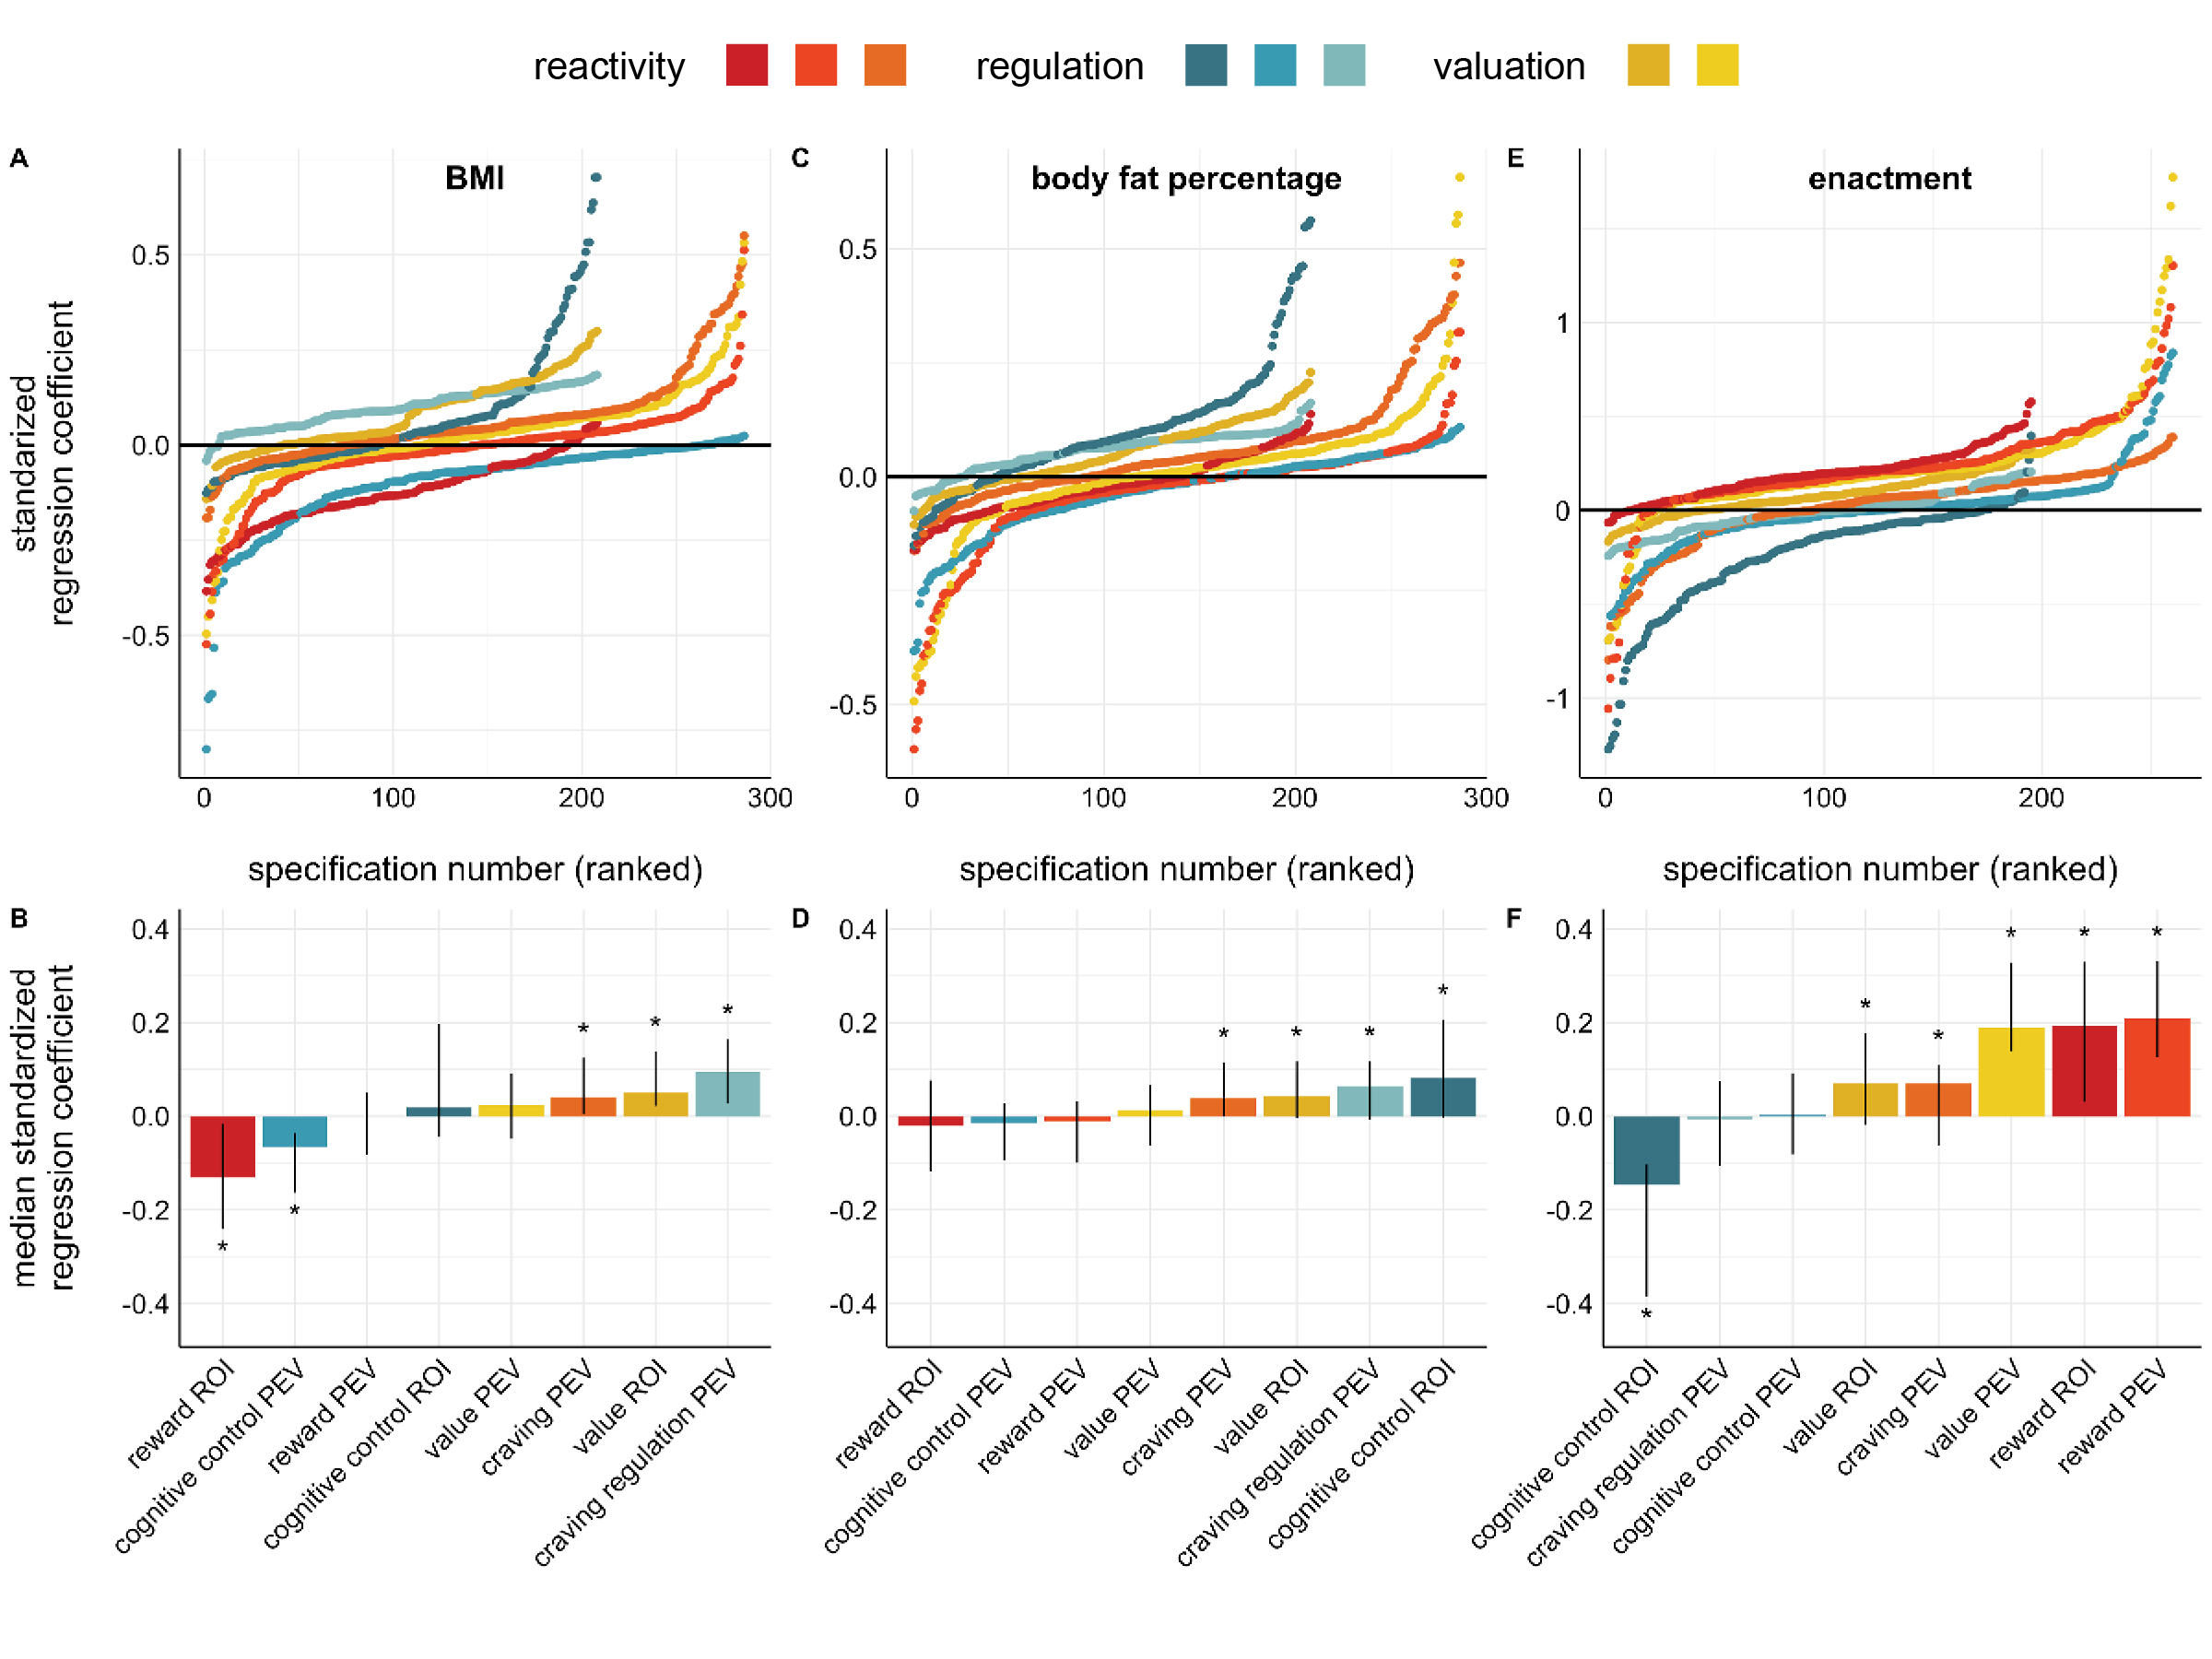 reactivity regulation valuation
A
BMI
standardized
regression coefficient
0.5
0.0
-0.5
0 100 200 300
specification number (ranked)
C
body fat percentage
0.5
0.0
-0.5
0 100 200 300
specification number (ranked)
E
enactment
1
0
-1
0 100 200
specification number (ranked)
B
median standardized
regression coefficient
0.4
0.2
0.0
-0.2
-0.4
* * * * *
reward ROI
cognitive control PEV
reward PEV
cognitive control ROI
value PEV
craving PEV
value ROI
craving regulation PEV
D
0.4
0.2
0.0
-0.2
-0.4
* * * *
reward ROI
cognitive control PEV
reward PEV
value PEV
craving PEV
value ROI
craving regulation PEV
cognitive control ROI
F
0.4
0.2
0.0
-0.2
-0.4
* * * * * *
cognitive control ROI
craving regulation PEV
cognitive control PEV
value ROI
craving PEV
value PEV
reward ROI
reward PEV